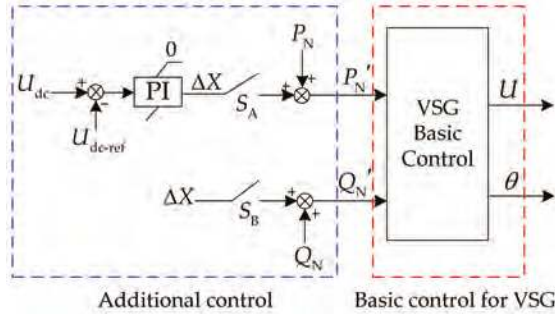 0
P_N
U_dc + - PI ΔX S_A + + P_N′
U_dc-ref
VSG
Basic
Control
U
θ
ΔX S_B + + Q_N′
Q_N
Additional control
Basic control for VSG